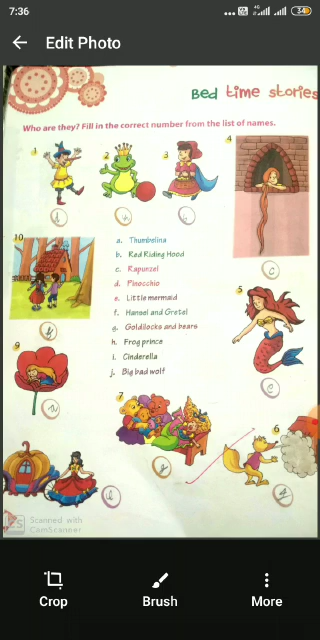 7:36
34
Edit Photo
Bed time stories
Who are they? Fill in the correct number from the list of names.
1
2
3
4
d
h
b
c
10
a. Thumbelina
b. Red Riding Hood
c. Rapunzel
d. Pinocchio
e. Little mermaid
f. Hansel and Gretel
g. Goldilocks and bears
h. Frog prince
i. Cinderella
j. Big bad wolf
5
f
9
e
a
7
6
g
i
CS Scanned with
CamScanner
Crop
Brush
More